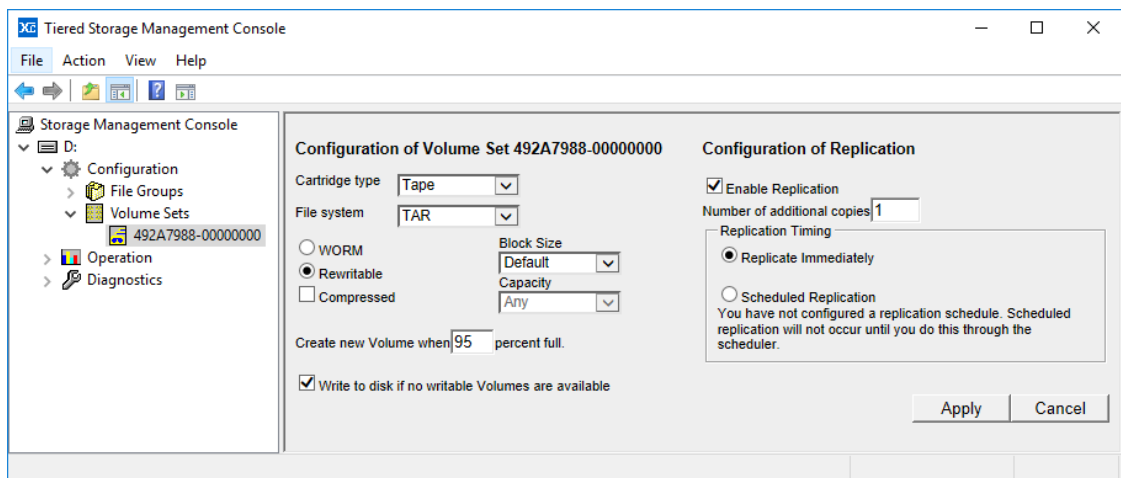 XG Tiered Storage Management Console
File Action View Help
Storage Management Console
D:
Configuration
File Groups
Volume Sets
492A7988-00000000
Operation
Diagnostics
Configuration of Volume Set 492A7988-00000000
Cartridge type Tape
File system TAR
WORM
Rewritable
Compressed
Block Size
Default
Capacity
Any
Create new Volume when 95 percent full.
Write to disk if no writable Volumes are available
Configuration of Replication
Enable Replication
Number of additional copies 1
Replication Timing
Replicate Immediately
Scheduled Replication
You have not configured a replication schedule. Scheduled
replication will not occur until you do this through the
scheduler.
Apply Cancel